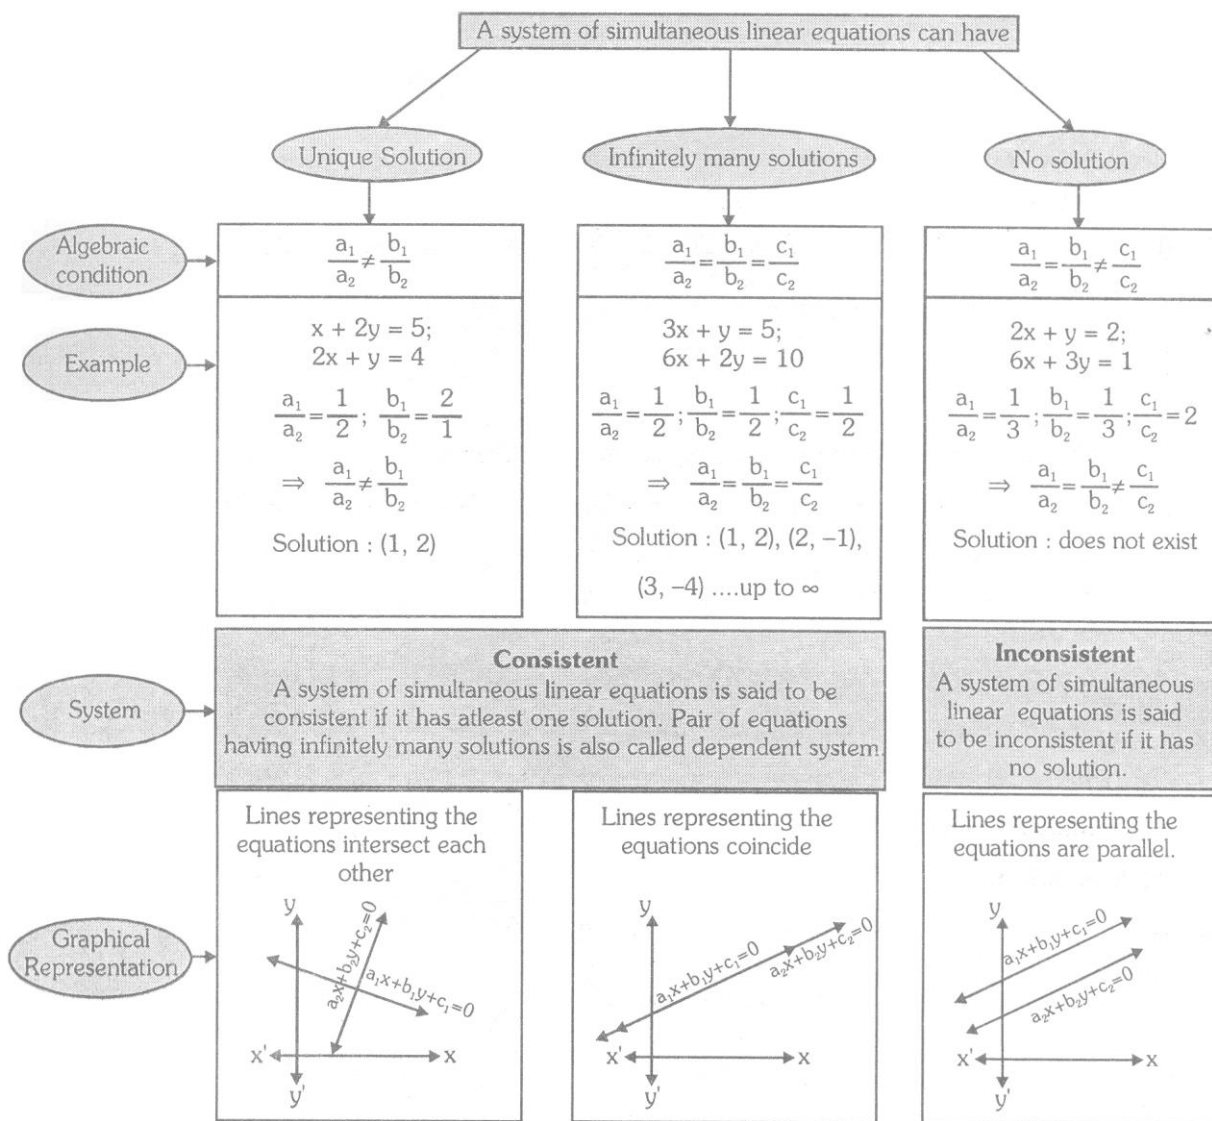 A system of simultaneous linear equations can have
Unique Solution
Infinitely many solutions
No solution
Algebraic
condition
a₁/a₂ ≠ b₁/b₂
a₁/a₂ = b₁/b₂ = c₁/c₂
a₁/a₂ = b₁/b₂ ≠ c₁/c₂
Example
x + 2y = 5;
2x + y = 4
a₁/a₂ = 1/2 ; b₁/b₂ = 2/1
⇒ a₁/a₂ ≠ b₁/b₂
Solution : (1, 2)
3x + y = 5;
6x + 2y = 10
a₁/a₂ = 1/2 ; b₁/b₂ = 1/2 ; c₁/c₂ = 1/2
⇒ a₁/a₂ = b₁/b₂ = c₁/c₂
Solution : (1, 2), (2, –1),
(3, –4) ....up to ∞
2x + y = 2;
6x + 3y = 1
a₁/a₂ = 1/3 ; b₁/b₂ = 1/3 ; c₁/c₂ = 2
⇒ a₁/a₂ = b₁/b₂ ≠ c₁/c₂
Solution : does not exist
System
Consistent
A system of simultaneous linear equations is said to be
consistent if it has atleast one solution. Pair of equations
having infinitely many solutions is also called dependent system.
Inconsistent
A system of simultaneous
linear equations is said
to be inconsistent if it has
no solution.
Graphical
Representation
Lines representing the
equations intersect each
other
y
a₂x+b₂y+c₂=0
a₁x+b₁y+c₁=0
x'
x
y'
Lines representing the
equations coincide
y
a₁x+b₁y+c₁=0
a₂x+b₂y+c₂=0
x'
x
y'
Lines representing the
equations are parallel.
y
a₁x+b₁y+c₁=0
a₂x+b₂y+c₂=0
x'
x
y'